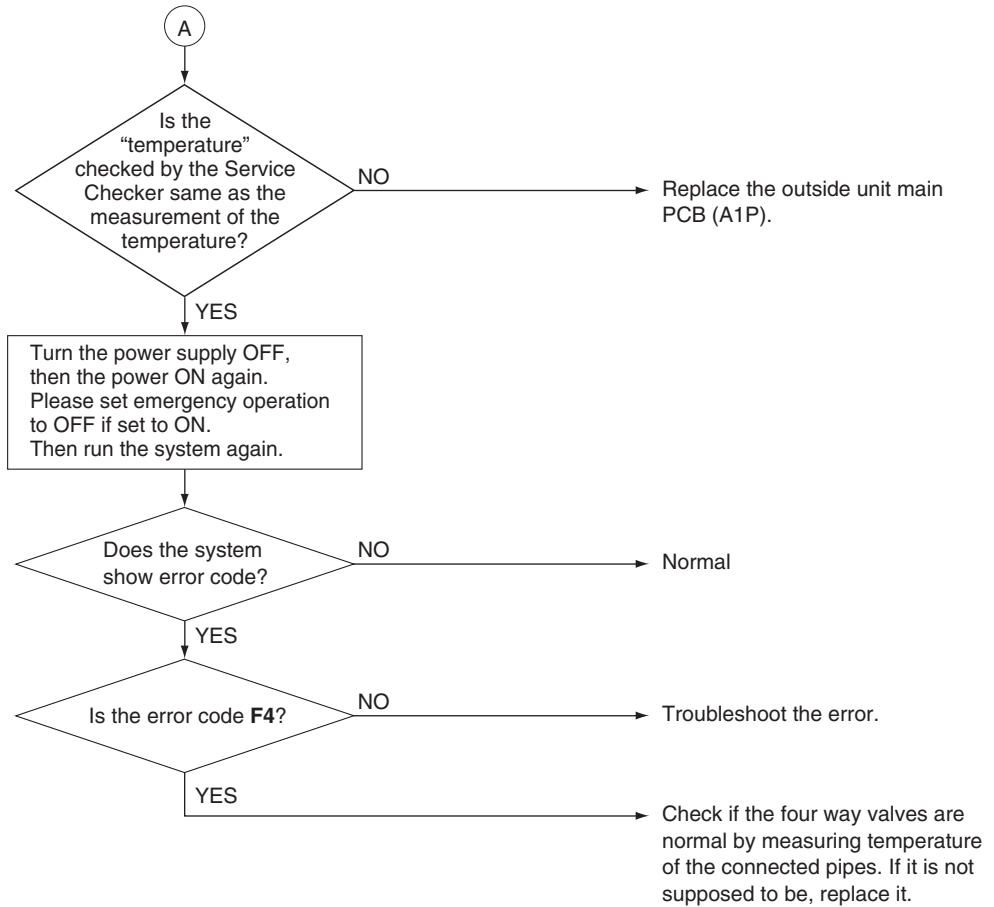 A
Is the
“temperature”
checked by the Service
Checker same as the
measurement of the
temperature?
NO
Replace the outside unit main
PCB (A1P).
YES
Turn the power supply OFF,
then the power ON again.
Please set emergency operation
to OFF if set to ON.
Then run the system again.
Does the system
show error code?
NO
Normal
YES
Is the error code F4?
NO
Troubleshoot the error.
YES
Check if the four way valves are
normal by measuring temperature
of the connected pipes. If it is not
supposed to be, replace it.